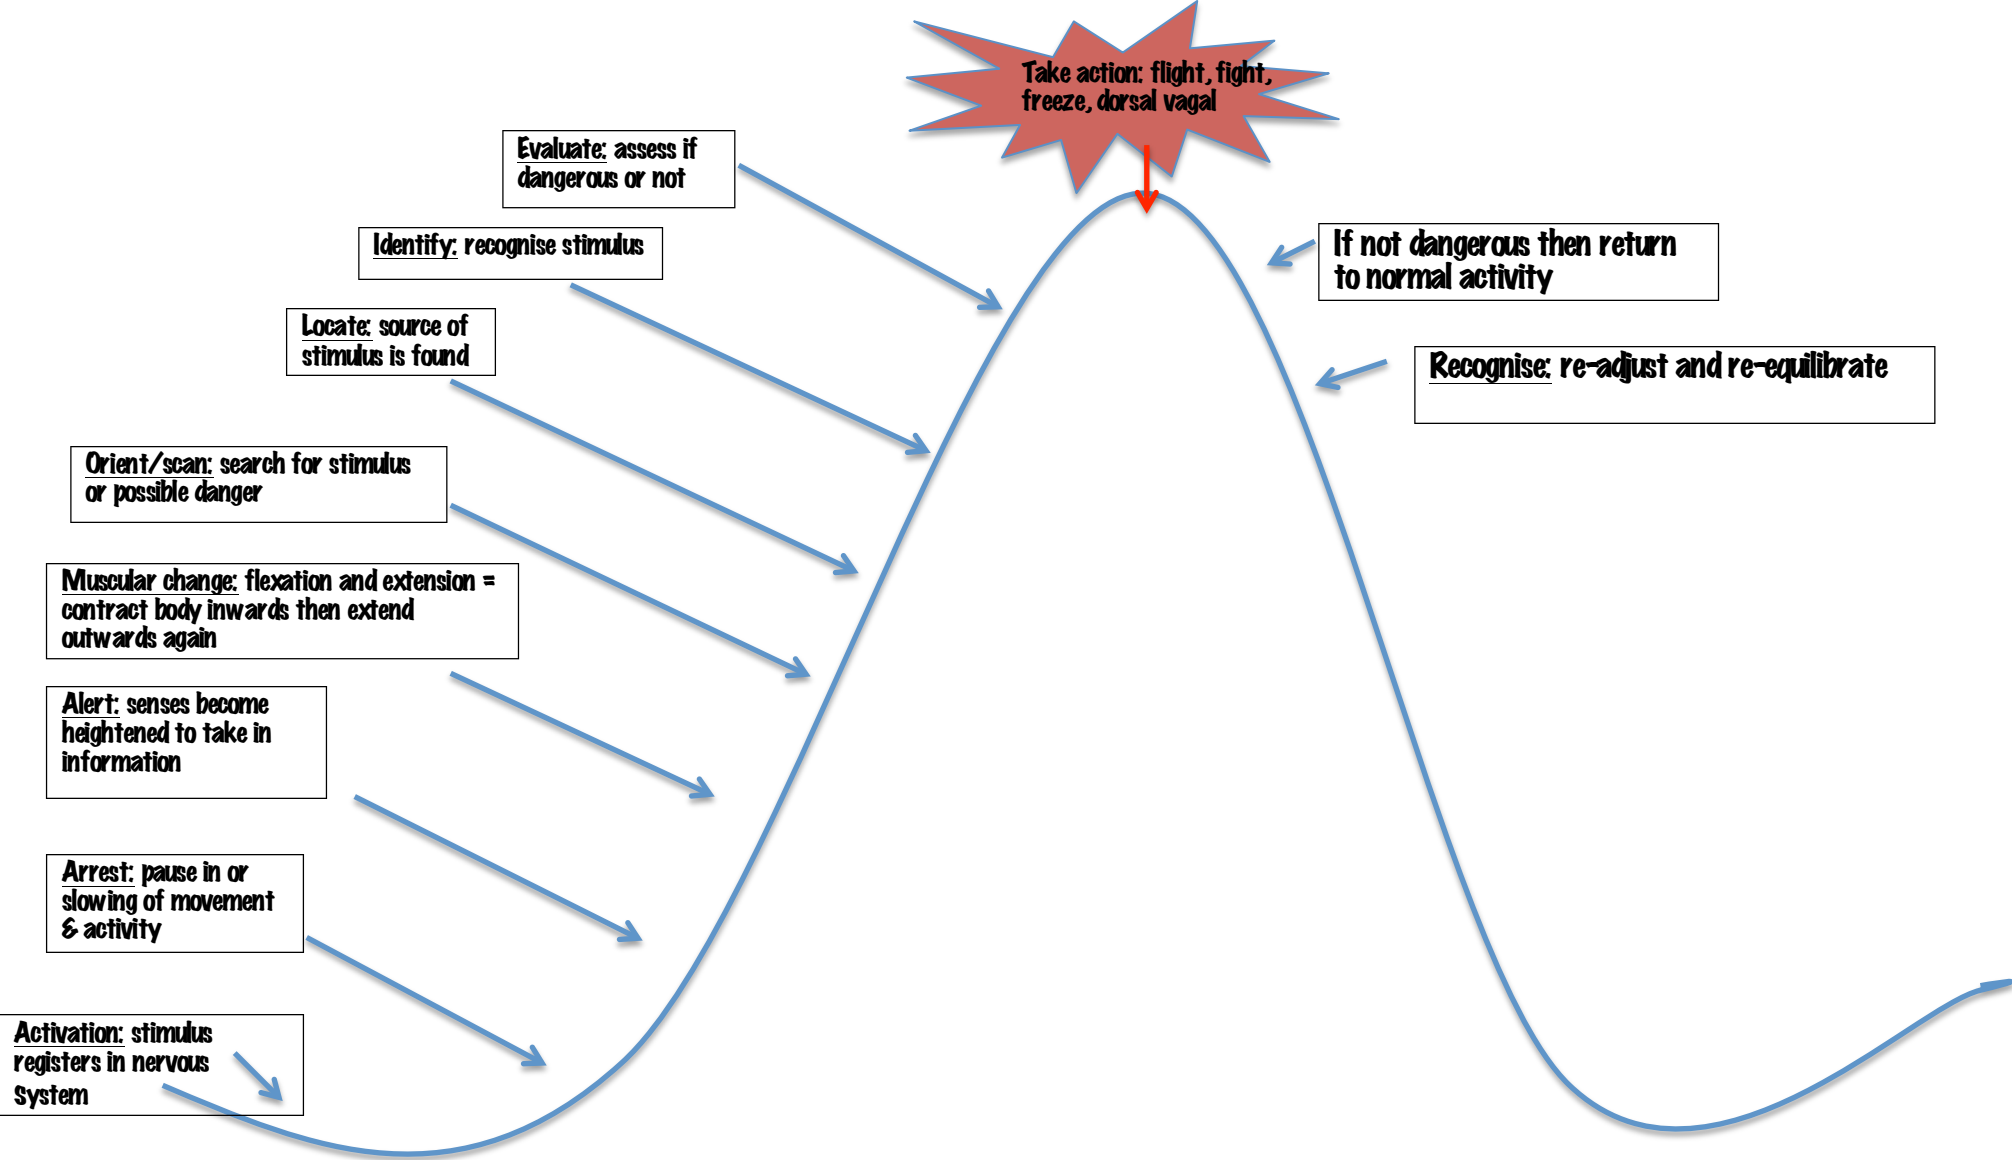 Take action: flight, fight,
freeze, dorsal vagal
Evaluate: assess if
dangerous or not
Identify: recognise stimulus
Locate: source of
stimulus is found
Orient/scan: search for stimulus
or possible danger
Muscular change: flexation and extension =
contract body inwards then extend
outwards again
Alert: senses become
heightened to take in
information
Arrest: pause in or
slowing of movement
& activity
Activation: stimulus
registers in nervous
System
If not dangerous then return
to normal activity
Recognise: re-adjust and re-equilibrate